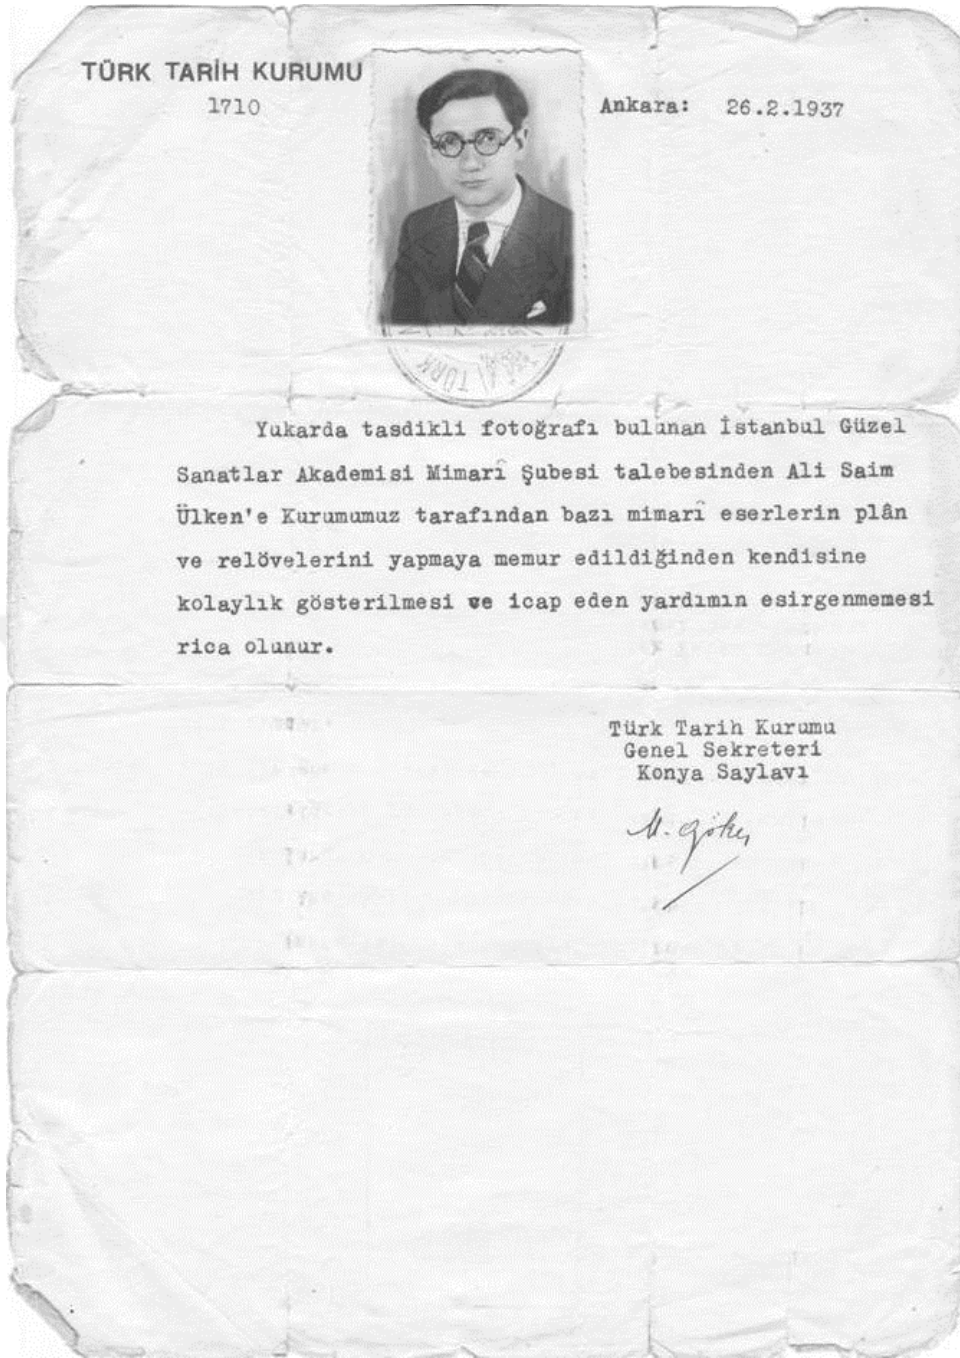 TÜRK TARİH KURUMU
1710
Ankara: 26.2.1937
TÜRK
Yukarda tasdikli fotoğrafı bulunan İstanbul Güzel
Sanatlar Akademisi Mimarî Şubesi talebesinden Ali Saim
Ülken'e Kurumumuz tarafından bazı mimarî eserlerin plân
ve relövelerini yapmaya memur edildiğinden kendisine
kolaylık gösterilmesi ve icap eden yardımın esirgenmemesi
rica olunur.
Türk Tarih Kurumu
Genel Sekreteri
Konya Saylavı
M. Göker